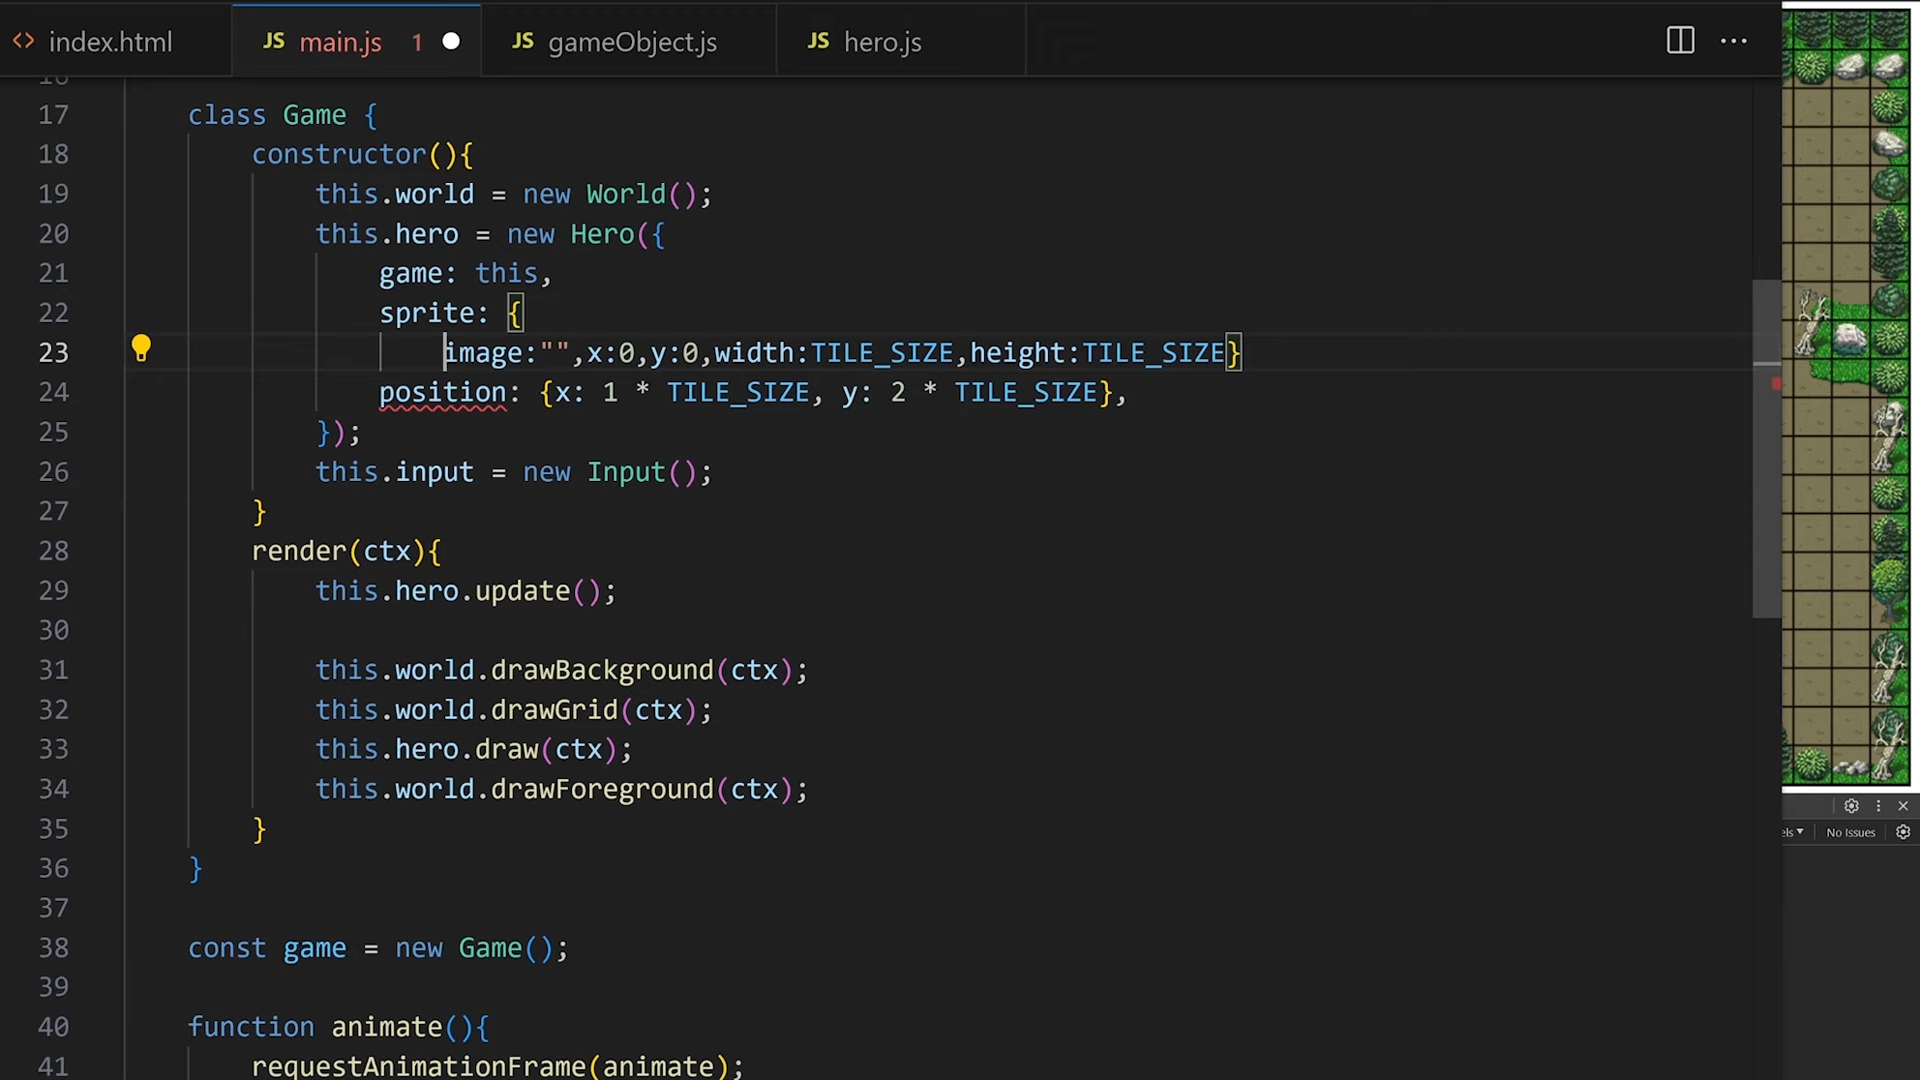 <> index.html JS main.js 1 JS gameObject.js JS hero.js ...
16
17 class Game {
18 constructor(){
19 this.world = new World();
20 this.hero = new Hero({
21 game: this,
22 sprite: {
23 image:"",x:0,y:0,width:TILE_SIZE,height:TILE_SIZE}
24 position: {x: 1 * TILE_SIZE, y: 2 * TILE_SIZE},
25 });
26 this.input = new Input();
27 }
28 render(ctx){
29 this.hero.update();
30
31 this.world.drawBackground(ctx);
32 this.world.drawGrid(ctx);
33 this.hero.draw(ctx);
34 this.world.drawForeground(ctx);
35 }
36 }
37
38 const game = new Game();
39
40 function animate(){
41 requestAnimationFrame(animate);
els No Issues